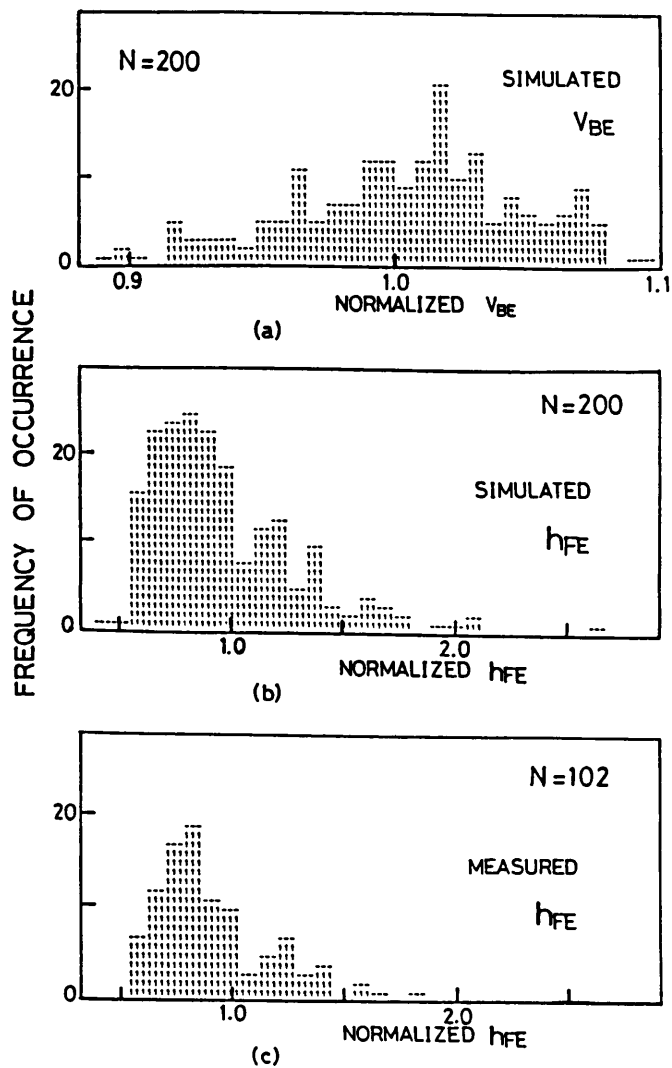 N=200
SIMULATED
VBE
20
0
0.9
1.0
1.1
NORMALIZED VBE
(a)
FREQUENCY OF OCCURRENCE
N=200
SIMULATED
hFE
20
0
1.0
2.0
NORMALIZED hFE
(b)
N=102
MEASURED
hFE
20
0
1.0
2.0
NORMALIZED hFE
(c)